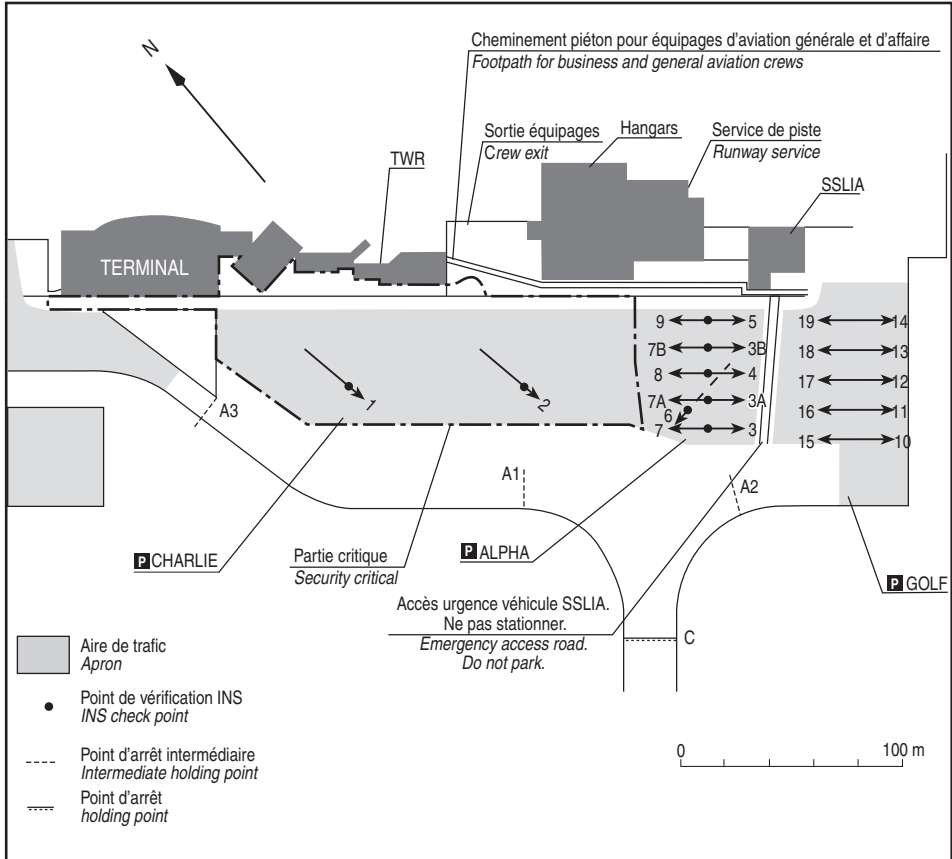 N
Cheminement piéton pour équipages d'aviation générale et d'affaire
Footpath for business and general aviation crews
Sortie équipages
Crew exit
Hangars
Service de piste
Runway service
TWR
SSLIA
TERMINAL
9 5 19 14
7B 3B 18 13
8 4 17 12
7A 3A 16 11
6
7 3 15 10
1
2
A3
A1
A2
P CHARLIE
Partie critique
Security critical
P ALPHA
P GOLF
Accès urgence véhicule SSLIA.
Ne pas stationner.
Emergency access road.
Do not park.
C
Aire de trafic
Apron
Point de vérification INS
INS check point
Point d'arrêt intermédiaire
Intermediate holding point
Point d'arrêt
holding point
0 100 m